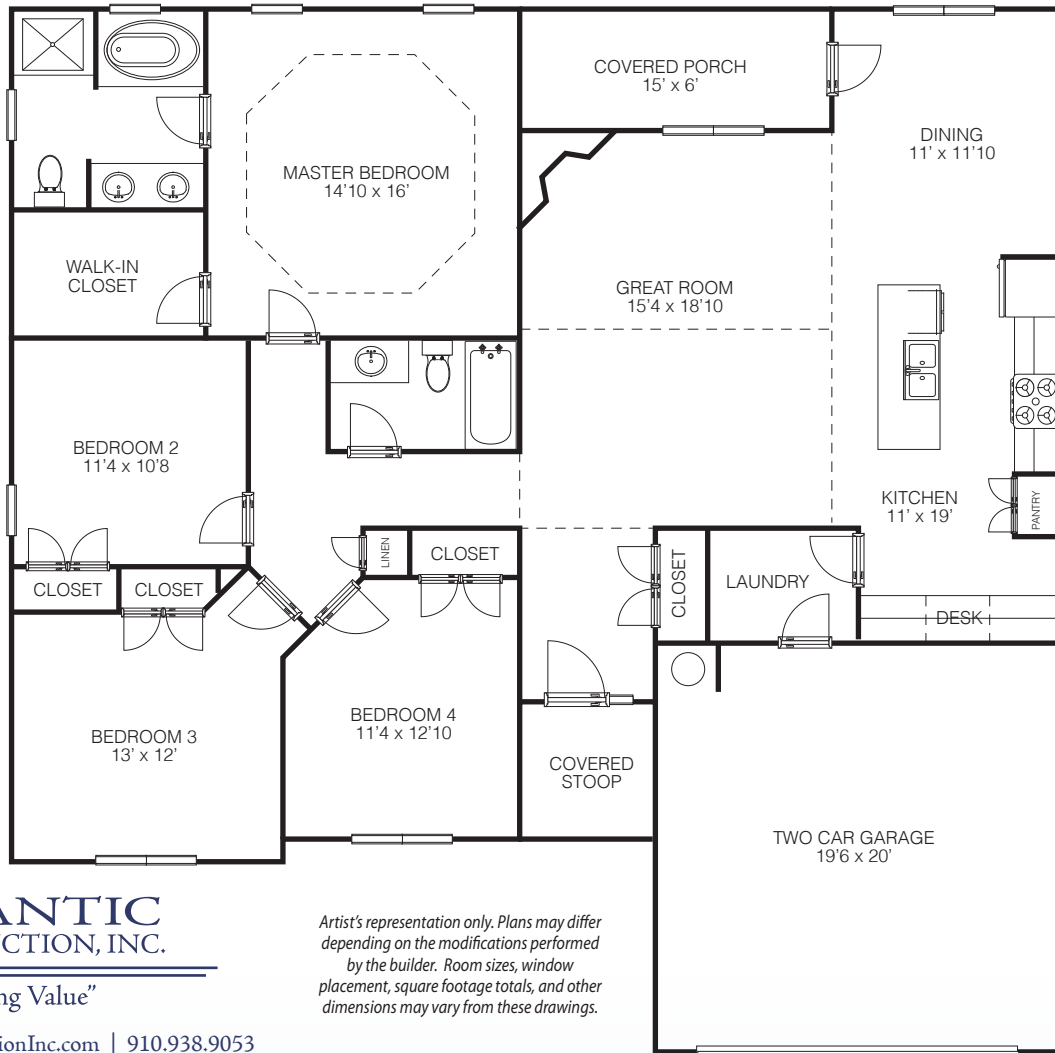 COVERED PORCH
15' x 6'
DINING
11' x 11'10
MASTER BEDROOM
14'10 x 16'
WALK-IN
CLOSET
GREAT ROOM
15'4 x 18'10
BEDROOM 2
11'4 x 10'8
KITCHEN
11' x 19'
PANTRY
LINEN
CLOSET
CLOSET
CLOSET
CLOSET
LAUNDRY
DESK
BEDROOM 3
13' x 12'
BEDROOM 4
11'4 x 12'10
COVERED
STOOP
TWO CAR GARAGE
19'6 x 20'
ANTIC
CTION, INC.
ng Value”
ionInc.com | 910.938.9053
Artist’s representation only. Plans may differ
depending on the modifications performed
by the builder. Room sizes, window
placement, square footage totals, and other
dimensions may vary from these drawings.